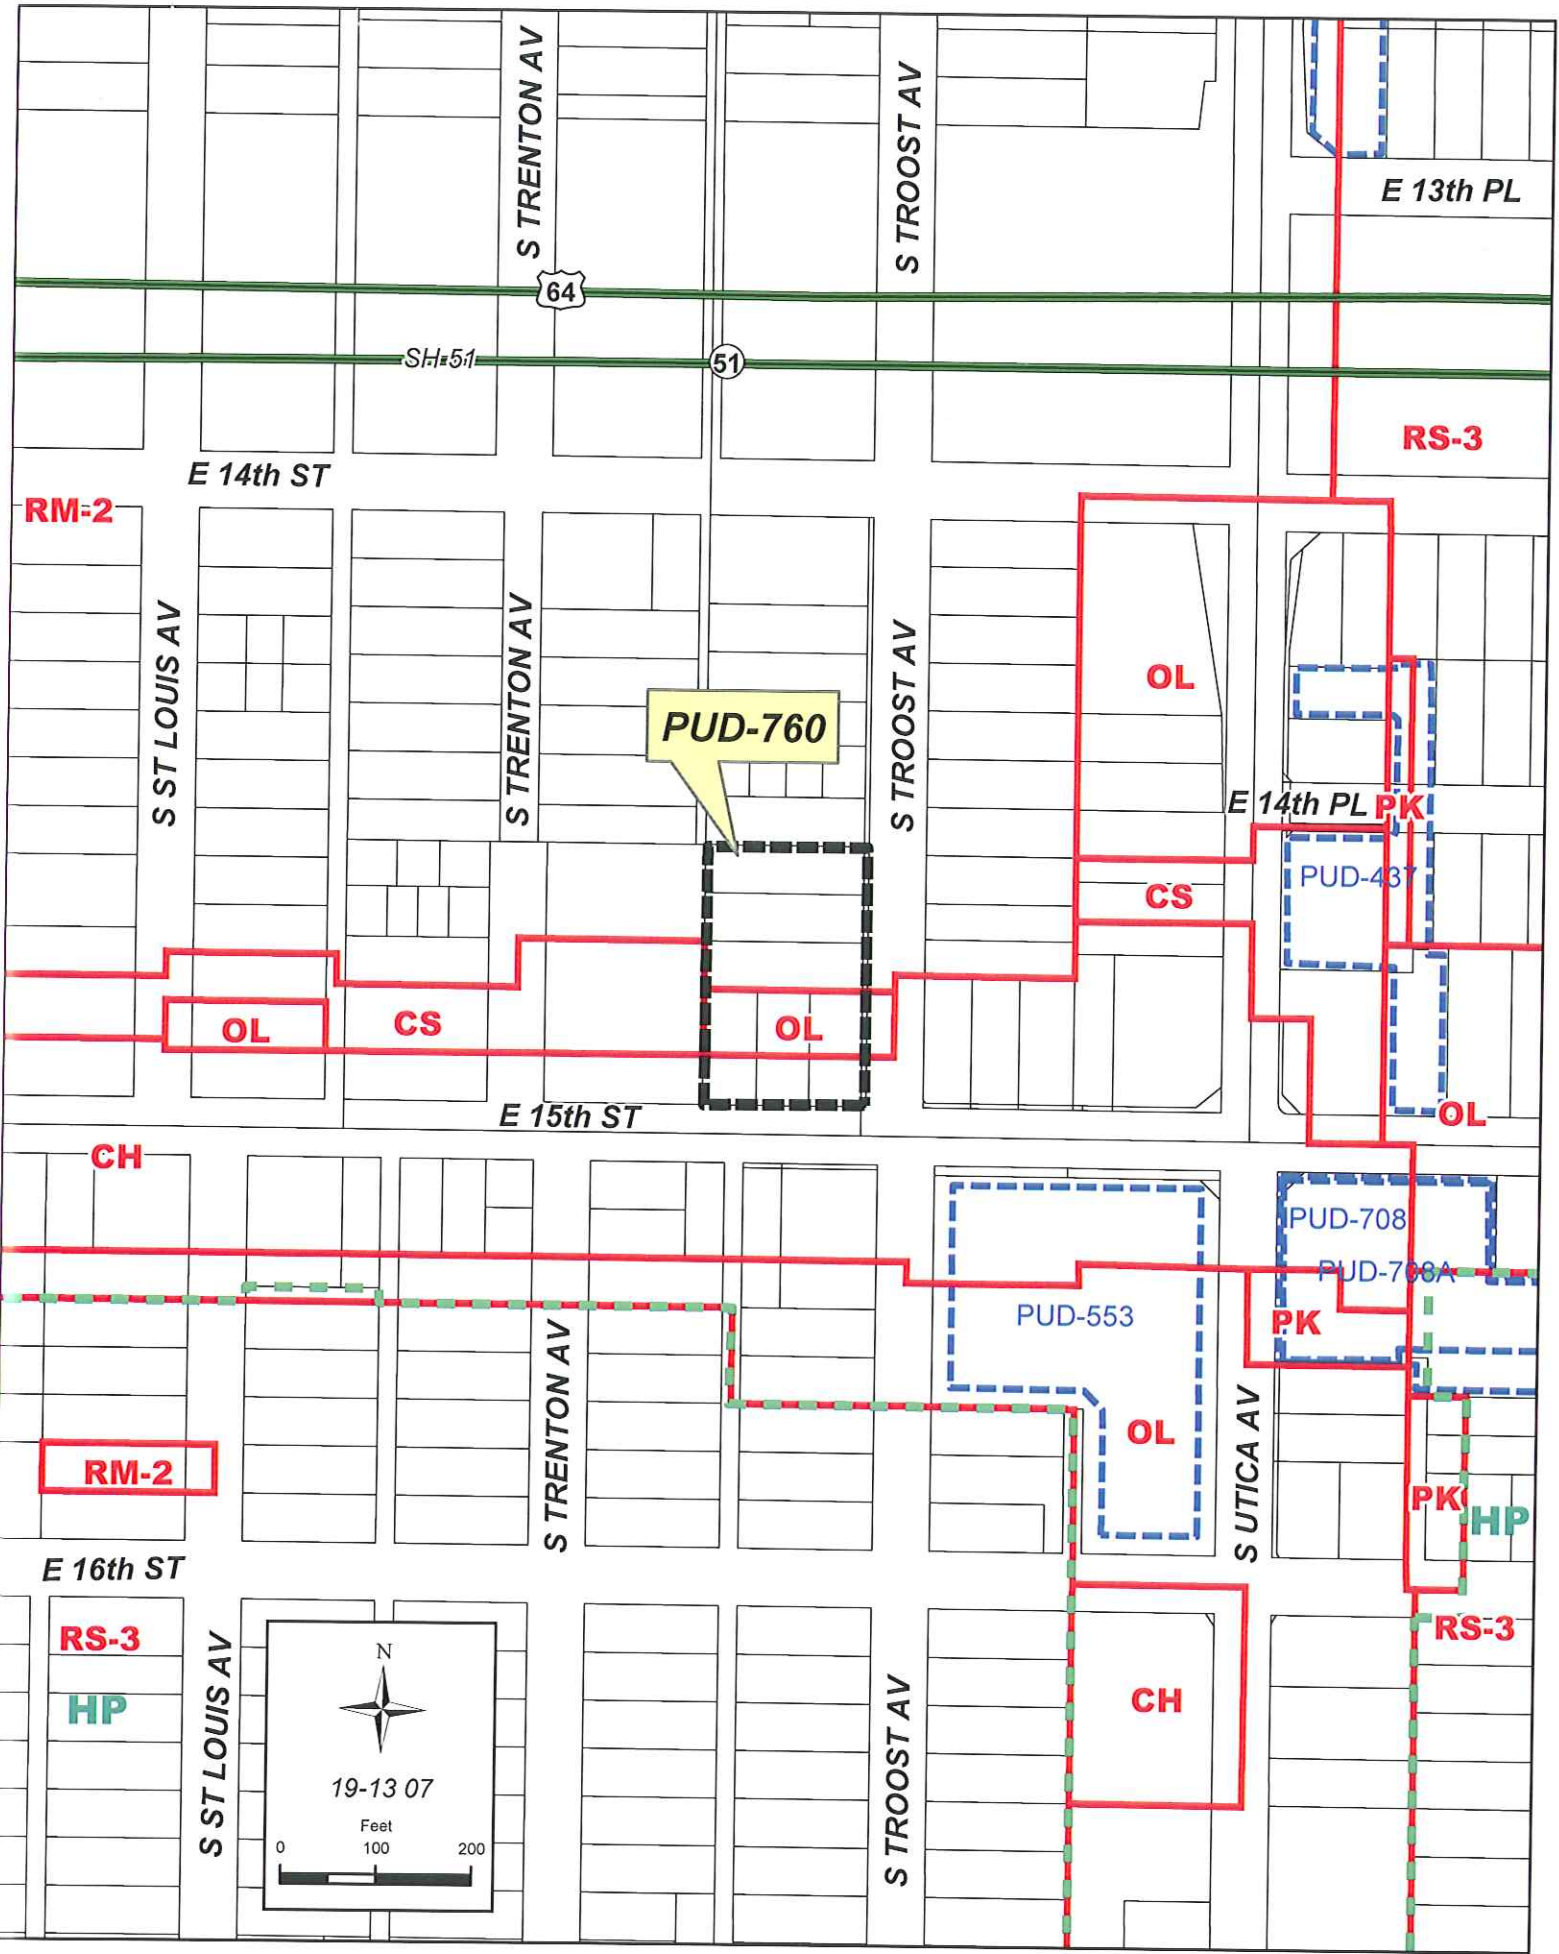 S TRENTON AV
S TROOST AV
E 13th PL
64
SH-51
51
RS-3
E 14th ST
RM-2
S ST LOUIS AV
S TRENTON AV
S TROOST AV
OL
PUD-760
E 14th PL
PK
PUD-437
CS
OL
CS
OL
E 15th ST
OL
CH
PUD-708
PUD-708A
PUD-553
PK
S TRENTON AV
OL
S UTICA AV
RM-2
PK
HP
E 16th ST
RS-3
RS-3
HP
S ST LOUIS AV
N
CH
S TROOST AV
19-13 07
Feet
0 100 200